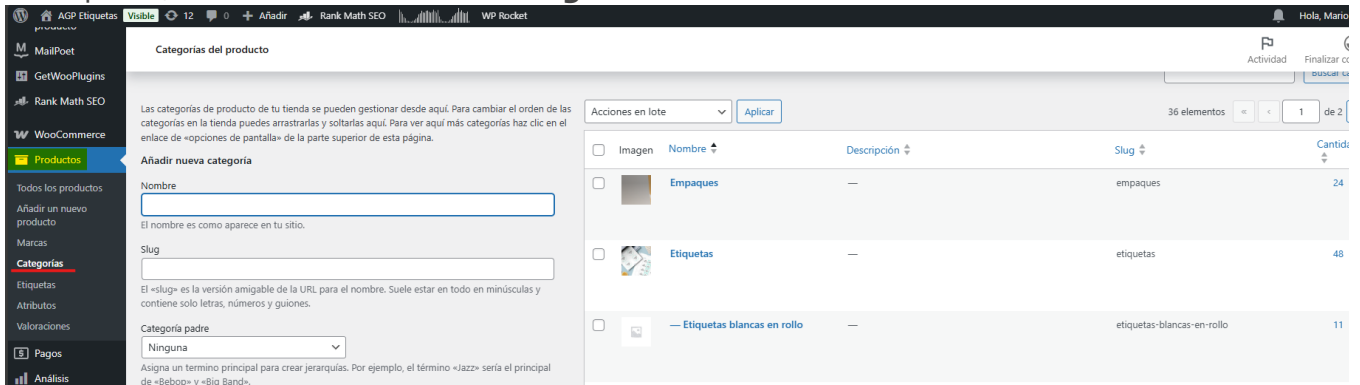 AGP Etiquetas Visible 12 0 + Añadir Rank Math SEO WP Rocket Hola, Mario
producto
MailPoet
GetWooPlugins
Rank Math SEO
WooCommerce
Productos
Todos los productos
Añadir un nuevo
producto
Marcas
Categorías
Etiquetas
Atributos
Valoraciones
Pagos
Análisis
Categorías del producto
Actividad
Finalizar co
Buscar ca
Las categorías de producto de tu tienda se pueden gestionar desde aquí. Para cambiar el orden de las
categorías en la tienda puedes arrastrarlas y soltarlas aquí. Para ver aquí más categorías haz clic en el
enlace de «opciones de pantalla» de la parte superior de esta página.
Añadir nueva categoría
Nombre
El nombre es como aparece en tu sitio.
Slug
El «slug» es la versión amigable de la URL para el nombre. Suele estar en todo en minúsculas y
contiene solo letras, números y guiones.
Categoría padre
Ninguna
Asigna un termino principal para crear jerarquías. Por ejemplo, el término «Jazz» sería el principal
de «Bebop» y «Big Band».
Acciones en lote Aplicar 36 elementos « ‹ 1 de 2
Imagen Nombre Descripción Slug Cantida
Empaques — empaques 24
Etiquetas — etiquetas 48
— Etiquetas blancas en rollo — etiquetas-blancas-en-rollo 11